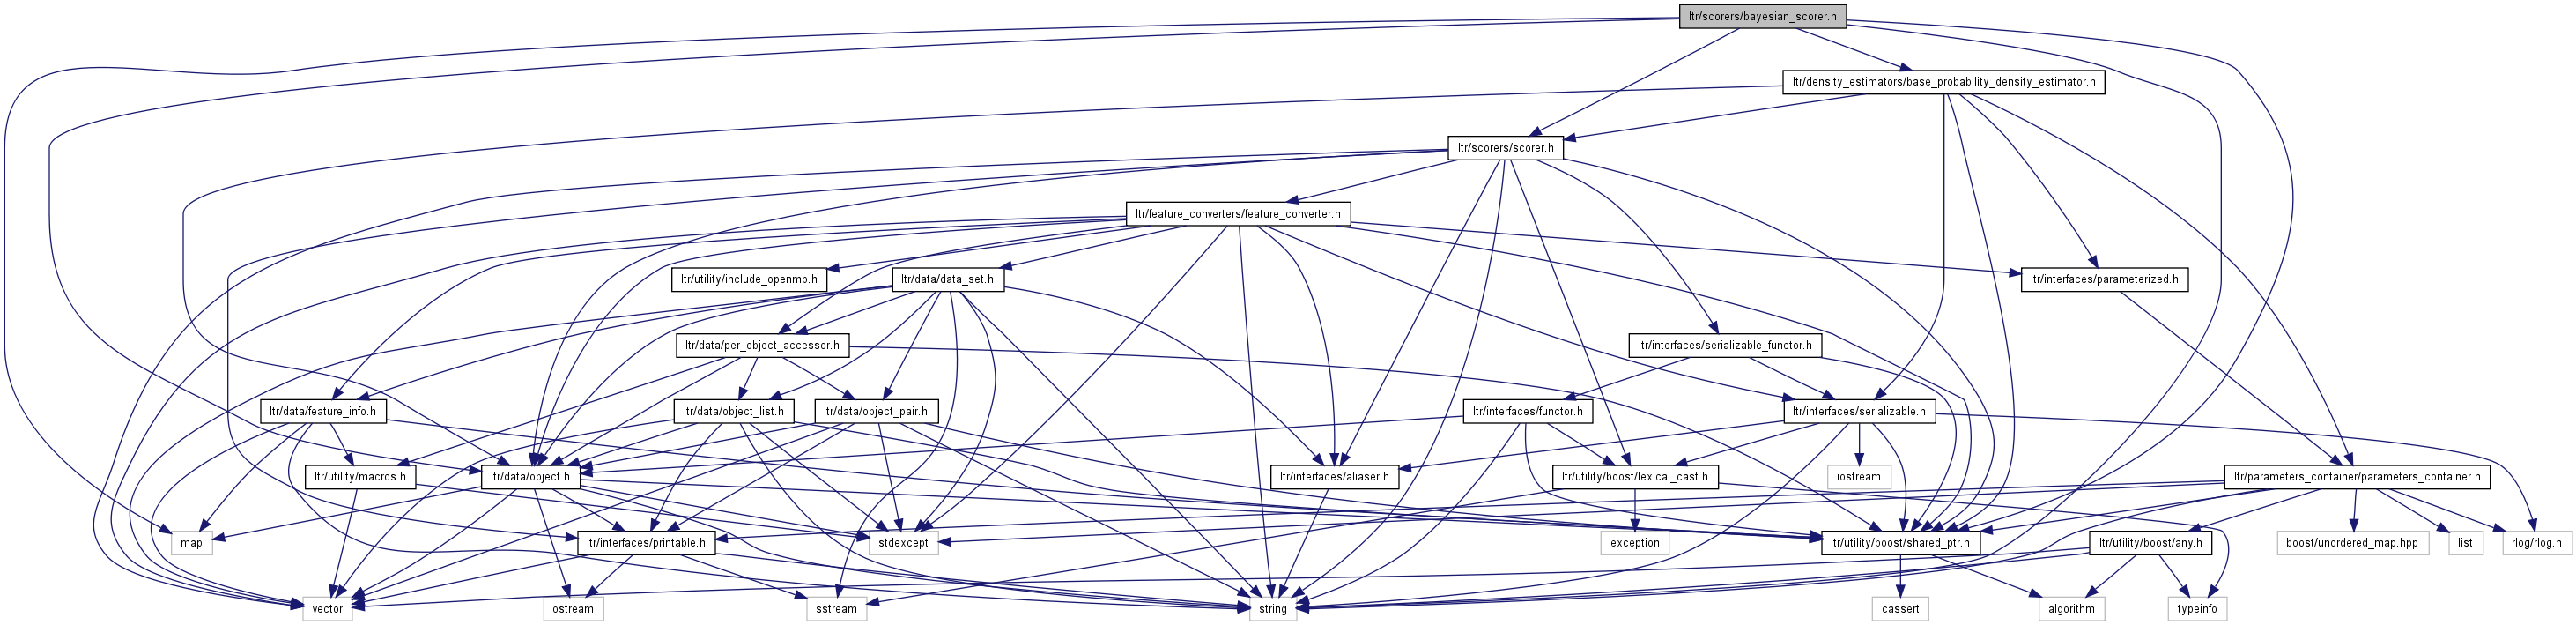 ltr/scorers/bayesian_scorer.h
ltr/density_estimators/base_probability_density_estimator.h
ltr/scorers/scorer.h
ltr/feature_converters/feature_converter.h
ltr/utility/include_openmp.h
ltr/data/data_set.h
ltr/interfaces/parameterized.h
ltr/data/per_object_accessor.h
ltr/interfaces/serializable_functor.h
ltr/data/feature_info.h
ltr/data/object_list.h
ltr/data/object_pair.h
ltr/interfaces/functor.h
ltr/interfaces/serializable.h
ltr/utility/macros.h
ltr/data/object.h
ltr/interfaces/aliaser.h
ltr/utility/boost/lexical_cast.h
iostream
ltr/parameters_container/parameters_container.h
map
ltr/interfaces/printable.h
stdexcept
exception
ltr/utility/boost/shared_ptr.h
ltr/utility/boost/any.h
boost/unordered_map.hpp
list
rlog/rlog.h
vector
ostream
sstream
string
cassert
algorithm
typeinfo